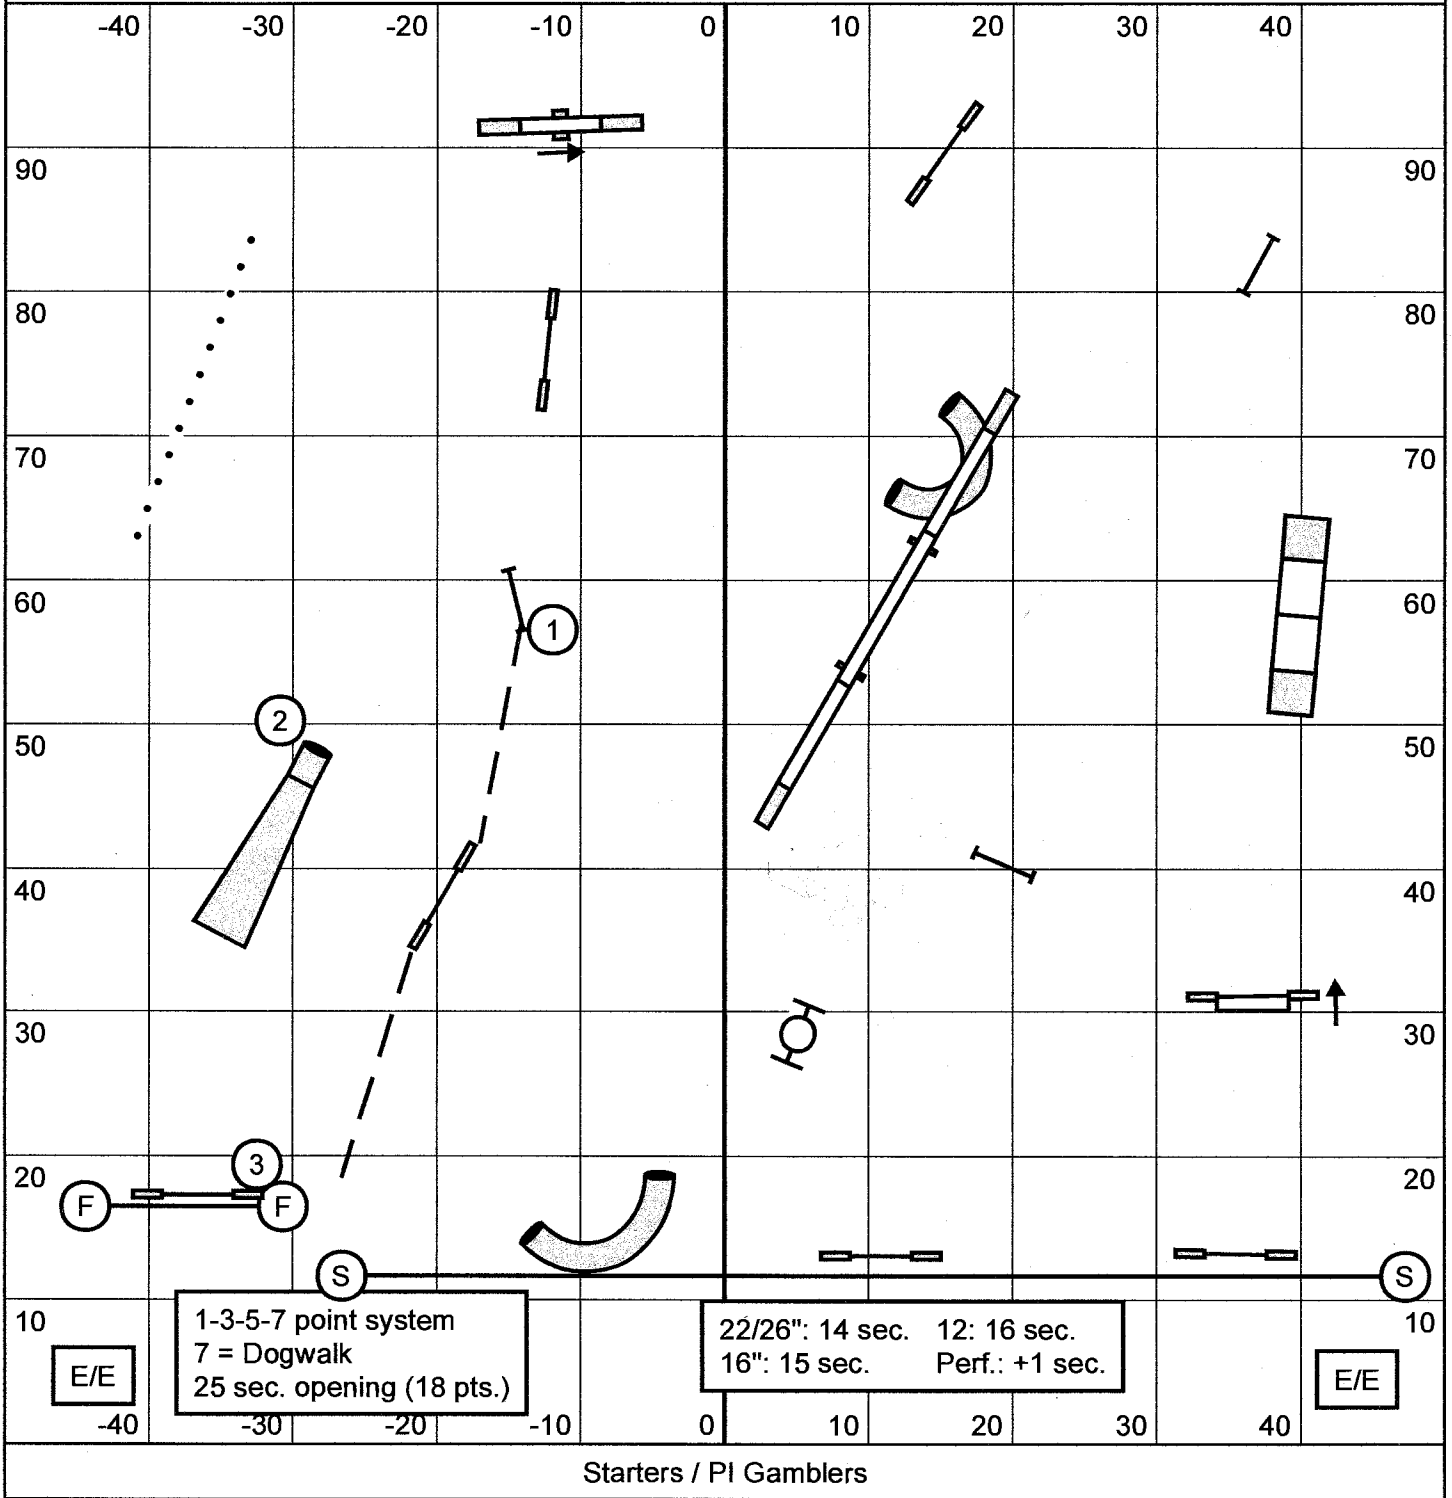 -40 -30 -20 -10 0 10 20 30 40
90 90
80 80
70 70
60 60
1
2
50 50
40 40
30 30
3
20 20
F F
S S
10 10
1-3-5-7 point system
7 = Dogwalk
25 sec. opening (18 pts.)
22/26": 14 sec. 12: 16 sec.
16": 15 sec. Perf.: +1 sec.
E/E E/E
-40 -30 -20 -10 0 10 20 30 40
Starters / PI Gamblers